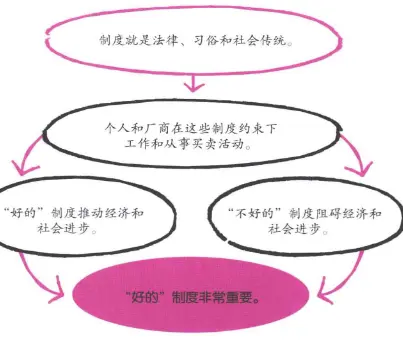 制度就是法律、习俗和社会传统。
个人和厂商在这些制度约束下
工作和从事买卖活动。
“好的”制度推动经济和
社会进步。
“不好的”制度阻碍经济和
社会进步。
“好的”制度非常重要。